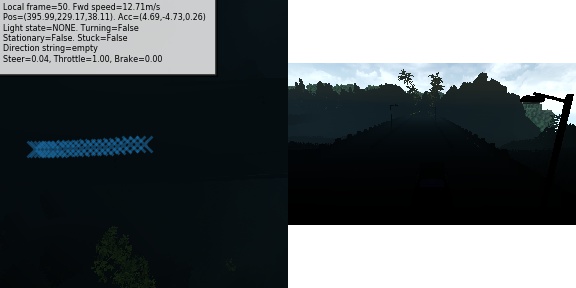 Local frame=50. Fwd speed=12.71m/s
Pos=(395.99,229.17,38.11). Acc=(4.69,-4.73,0.26)
Light state=NONE. Turning=False
Stationary=False. Stuck=False
Direction string=empty
Steer=0.04, Throttle=1.00, Brake=0.00